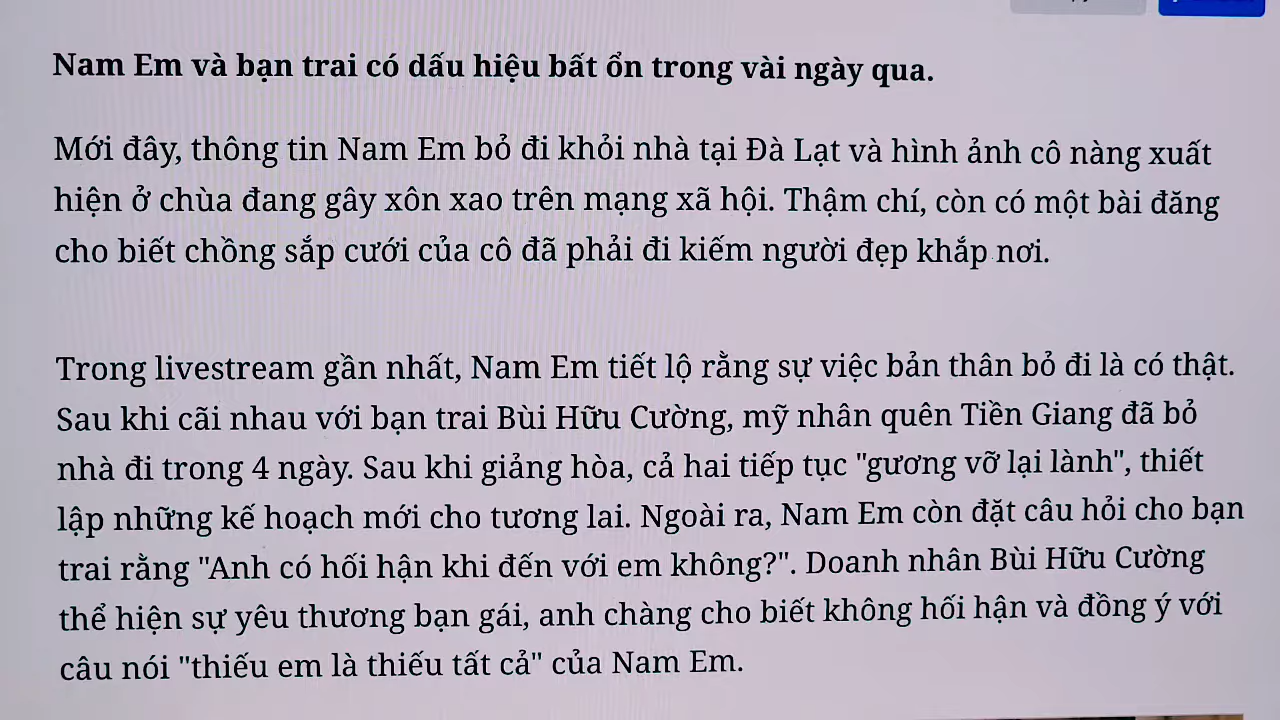 Nam Em và bạn trai có dấu hiệu bất ổn trong vài ngày qua.
Mới đây, thông tin Nam Em bỏ đi khỏi nhà tại Đà Lạt và hình ảnh cô nàng xuất
hiện ở chùa đang gây xôn xao trên mạng xã hội. Thậm chí, còn có một bài đăng
cho biết chồng sắp cưới của cô đã phải đi kiếm người đẹp khắp nơi.
Trong livestream gần nhất, Nam Em tiết lộ rằng sự việc bản thân bỏ đi là có thật.
Sau khi cãi nhau với bạn trai Bùi Hữu Cường, mỹ nhân quên Tiền Giang đã bỏ
nhà đi trong 4 ngày. Sau khi giảng hòa, cả hai tiếp tục "gương vỡ lại lành", thiết
lập những kế hoạch mới cho tương lai. Ngoài ra, Nam Em còn đặt câu hỏi cho bạn
trai rằng "Anh có hối hận khi đến với em không?". Doanh nhân Bùi Hữu Cường
thể hiện sự yêu thương bạn gái, anh chàng cho biết không hối hận và đồng ý với
câu nói "thiếu em là thiếu tất cả" của Nam Em.